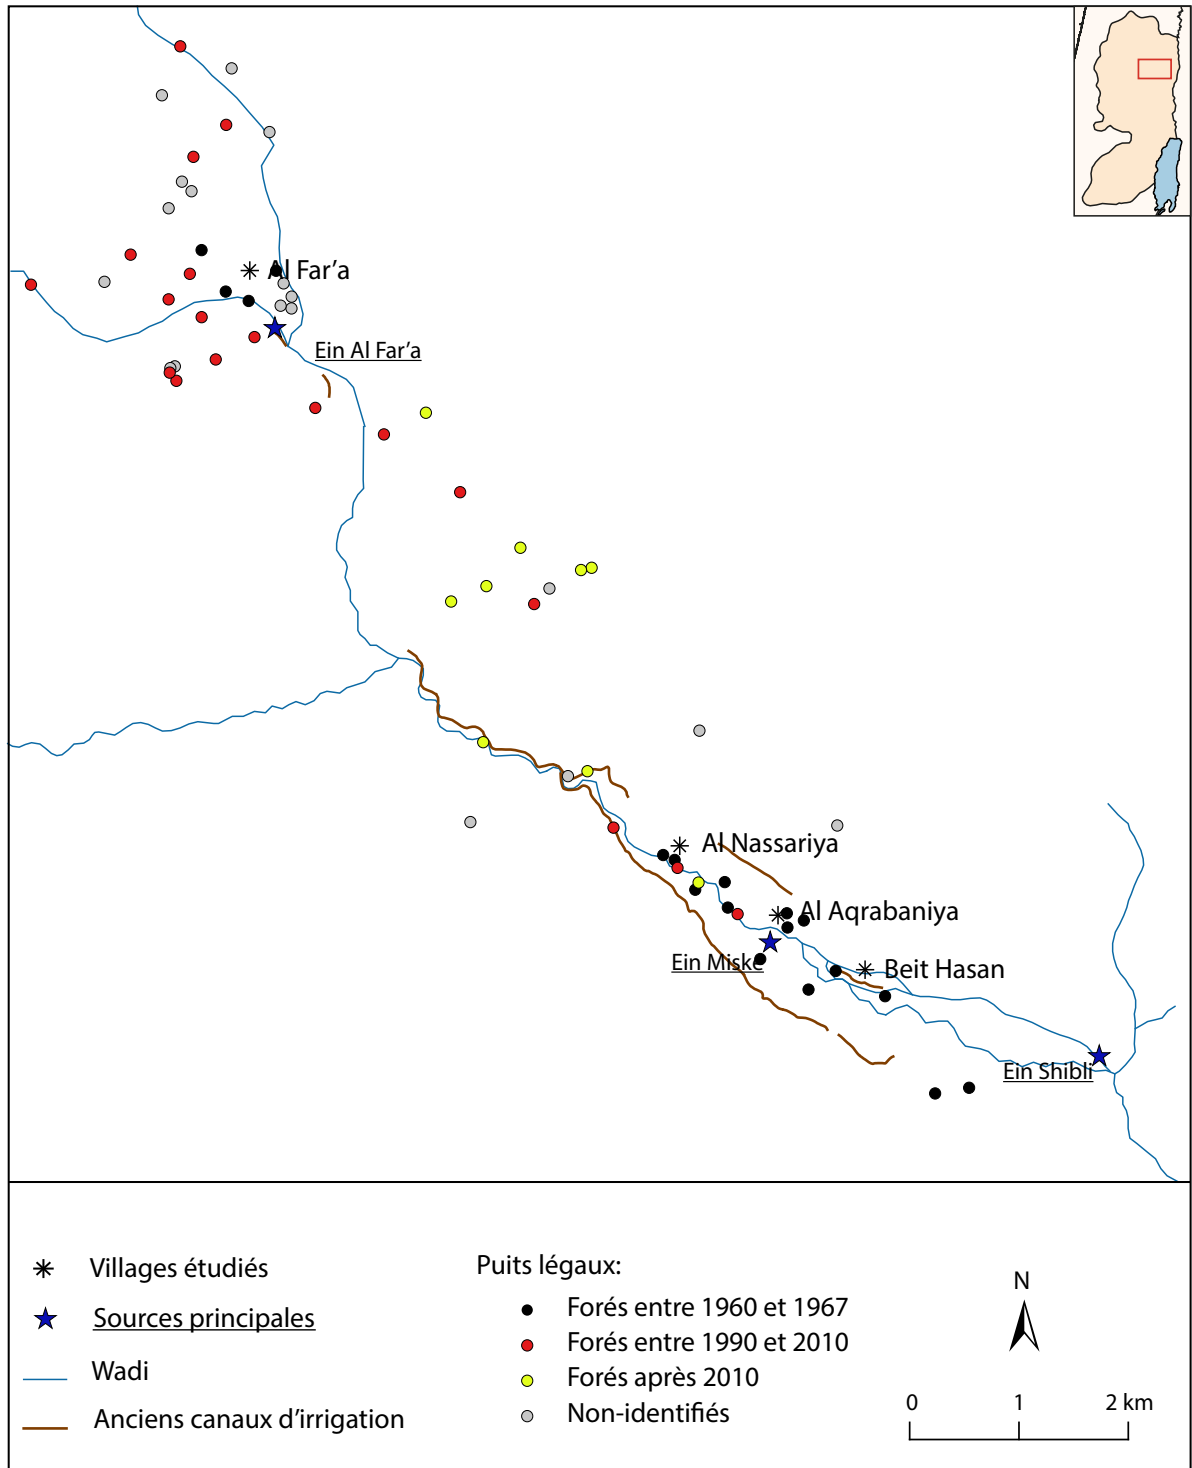 Al Far’a
Ein Al Far’a
Al Nassariya
Al Aqrabaniya
Ein Miske
Beit Hasan
Ein Shibli
Villages étudiés
Sources principales
Wadi
Anciens canaux d’irrigation
Puits légaux:
Forés entre 1960 et 1967
Forés entre 1990 et 2010
Forés après 2010
Non-identifiés
N
0 1 2 km